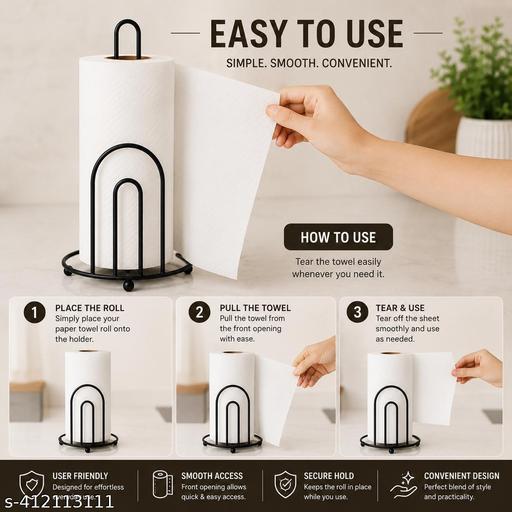 EASY TO USE
SIMPLE. SMOOTH. CONVENIENT.
HOW TO USE
Tear the towel easily
whenever you need it.
1
PLACE THE ROLL
Simply place your
paper towel roll onto
the holder.
2
PULL THE TOWEL
Pull the towel from
the front opening
with ease.
3
TEAR & USE
Tear off the sheet
smoothly and use
as needed.
USER FRIENDLY
Designed for effortless
everyday use.
SMOOTH ACCESS
Front opening allows
quick & easy access.
SECURE HOLD
Keeps the roll in place
while you use.
CONVENIENT DESIGN
Perfect blend of style
and practicality.
s-412113111